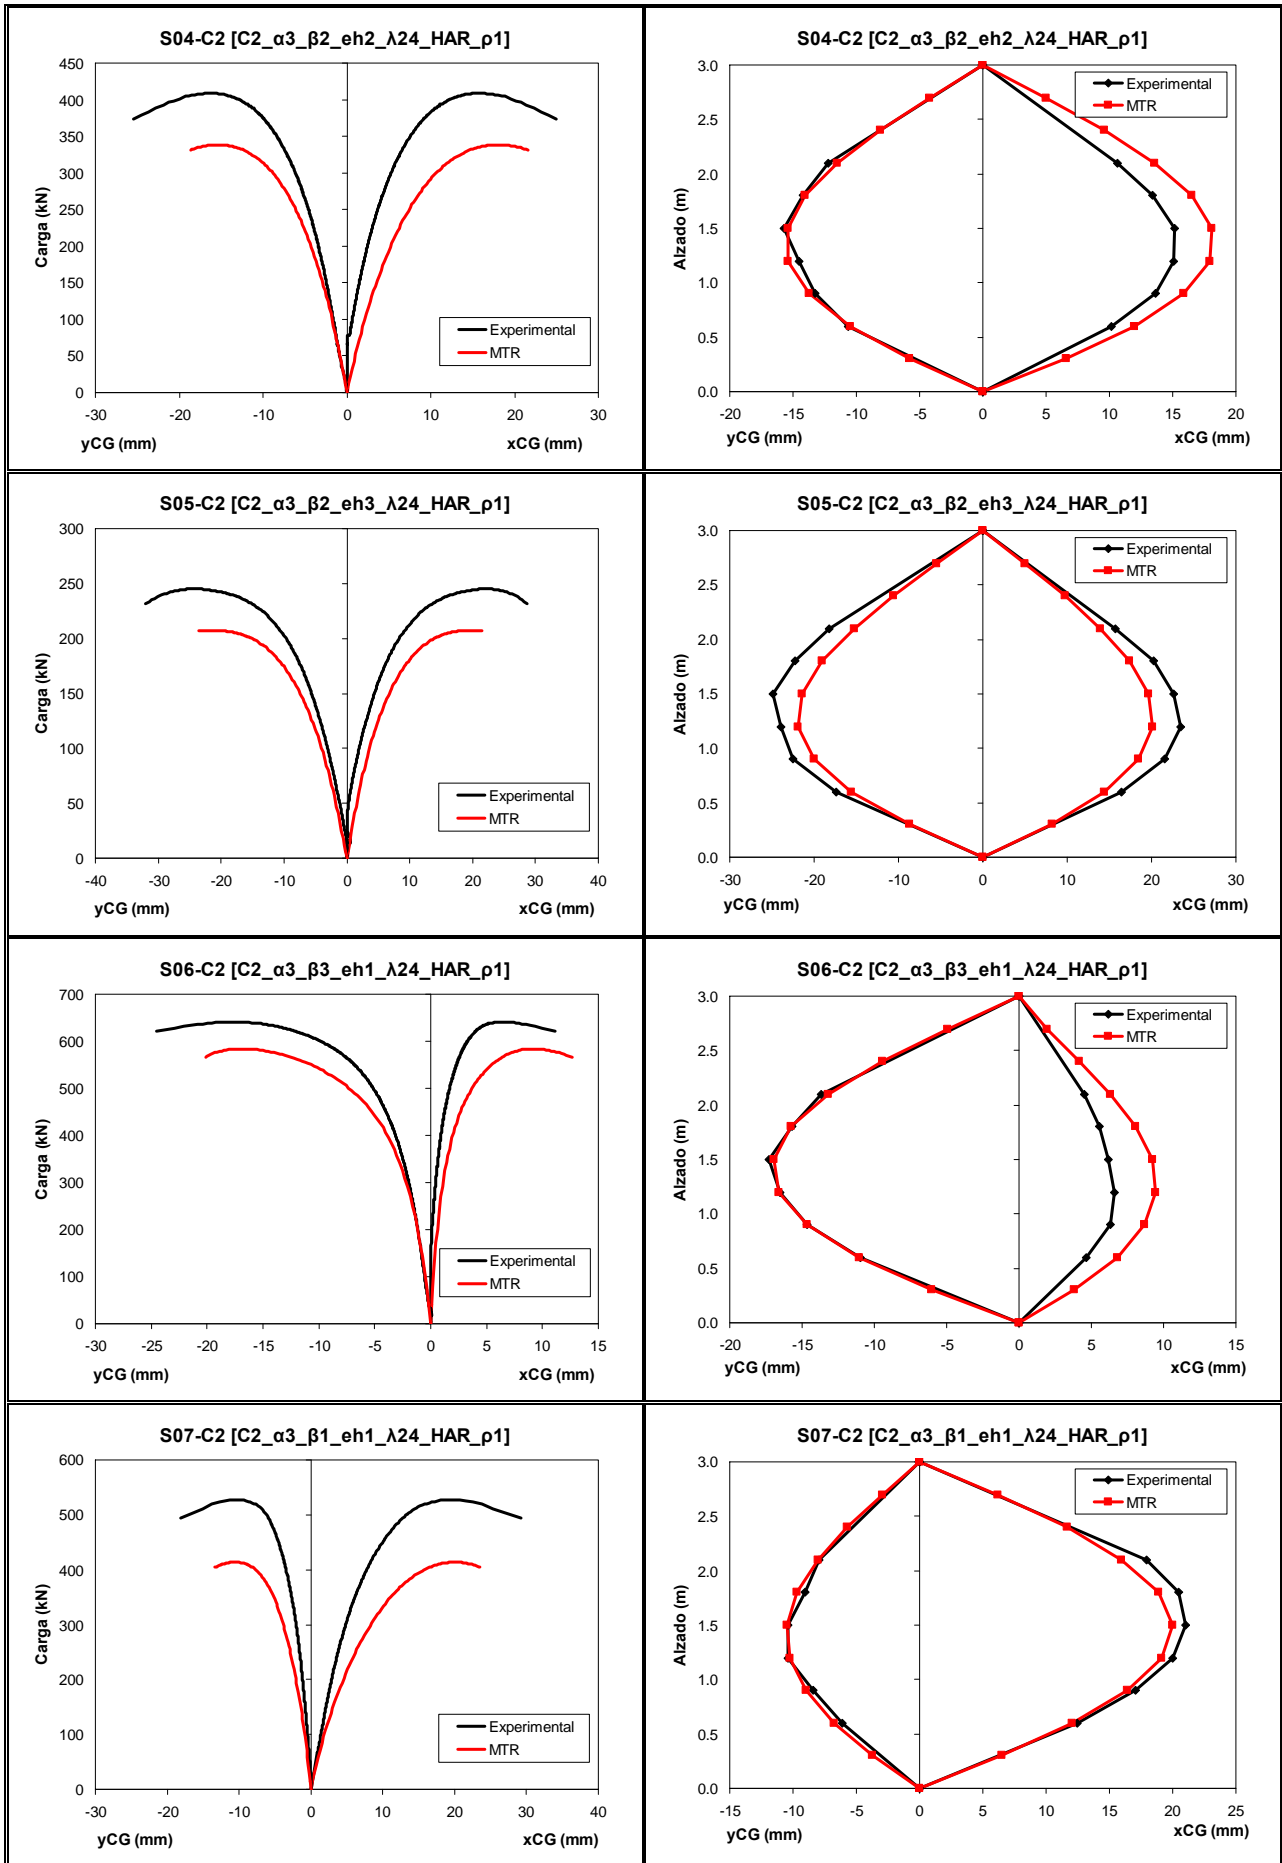 S04-C2 [C2_α3_β2_eh2_λ24_HAR_ρ1]
450
400
350
300
250
200
150
100
50
0
Carga (kN)
Experimental
MTR
-30 -20 -10 0 10 20 30
yCG (mm) xCG (mm)
S04-C2 [C2_α3_β2_eh2_λ24_HAR_ρ1]
3.0
2.5
2.0
1.5
1.0
0.5
0.0
Alzado (m)
Experimental
MTR
-20 -15 -10 -5 0 5 10 15 20
yCG (mm) xCG (mm)
S05-C2 [C2_α3_β2_eh3_λ24_HAR_ρ1]
300
250
200
150
100
50
0
Carga (kN)
Experimental
MTR
-40 -30 -20 -10 0 10 20 30 40
yCG (mm) xCG (mm)
S05-C2 [C2_α3_β2_eh3_λ24_HAR_ρ1]
3.0
2.5
2.0
1.5
1.0
0.5
0.0
Alzado (m)
Experimental
MTR
-30 -20 -10 0 10 20 30
yCG (mm) xCG (mm)
S06-C2 [C2_α3_β3_eh1_λ24_HAR_ρ1]
700
600
500
400
300
200
100
0
Carga (kN)
Experimental
MTR
-30 -25 -20 -15 -10 -5 0 5 10 15
yCG (mm) xCG (mm)
S06-C2 [C2_α3_β3_eh1_λ24_HAR_ρ1]
3.0
2.5
2.0
1.5
1.0
0.5
0.0
Alzado (m)
Experimental
MTR
-20 -15 -10 -5 0 5 10 15
yCG (mm) xCG (mm)
S07-C2 [C2_α3_β1_eh1_λ24_HAR_ρ1]
600
500
400
300
200
100
0
Carga (kN)
Experimental
MTR
-30 -20 -10 0 10 20 30 40
yCG (mm) xCG (mm)
S07-C2 [C2_α3_β1_eh1_λ24_HAR_ρ1]
3.0
2.5
2.0
1.5
1.0
0.5
0.0
Alzado (m)
Experimental
MTR
-15 -10 -5 0 5 10 15 20 25
yCG (mm) xCG (mm)